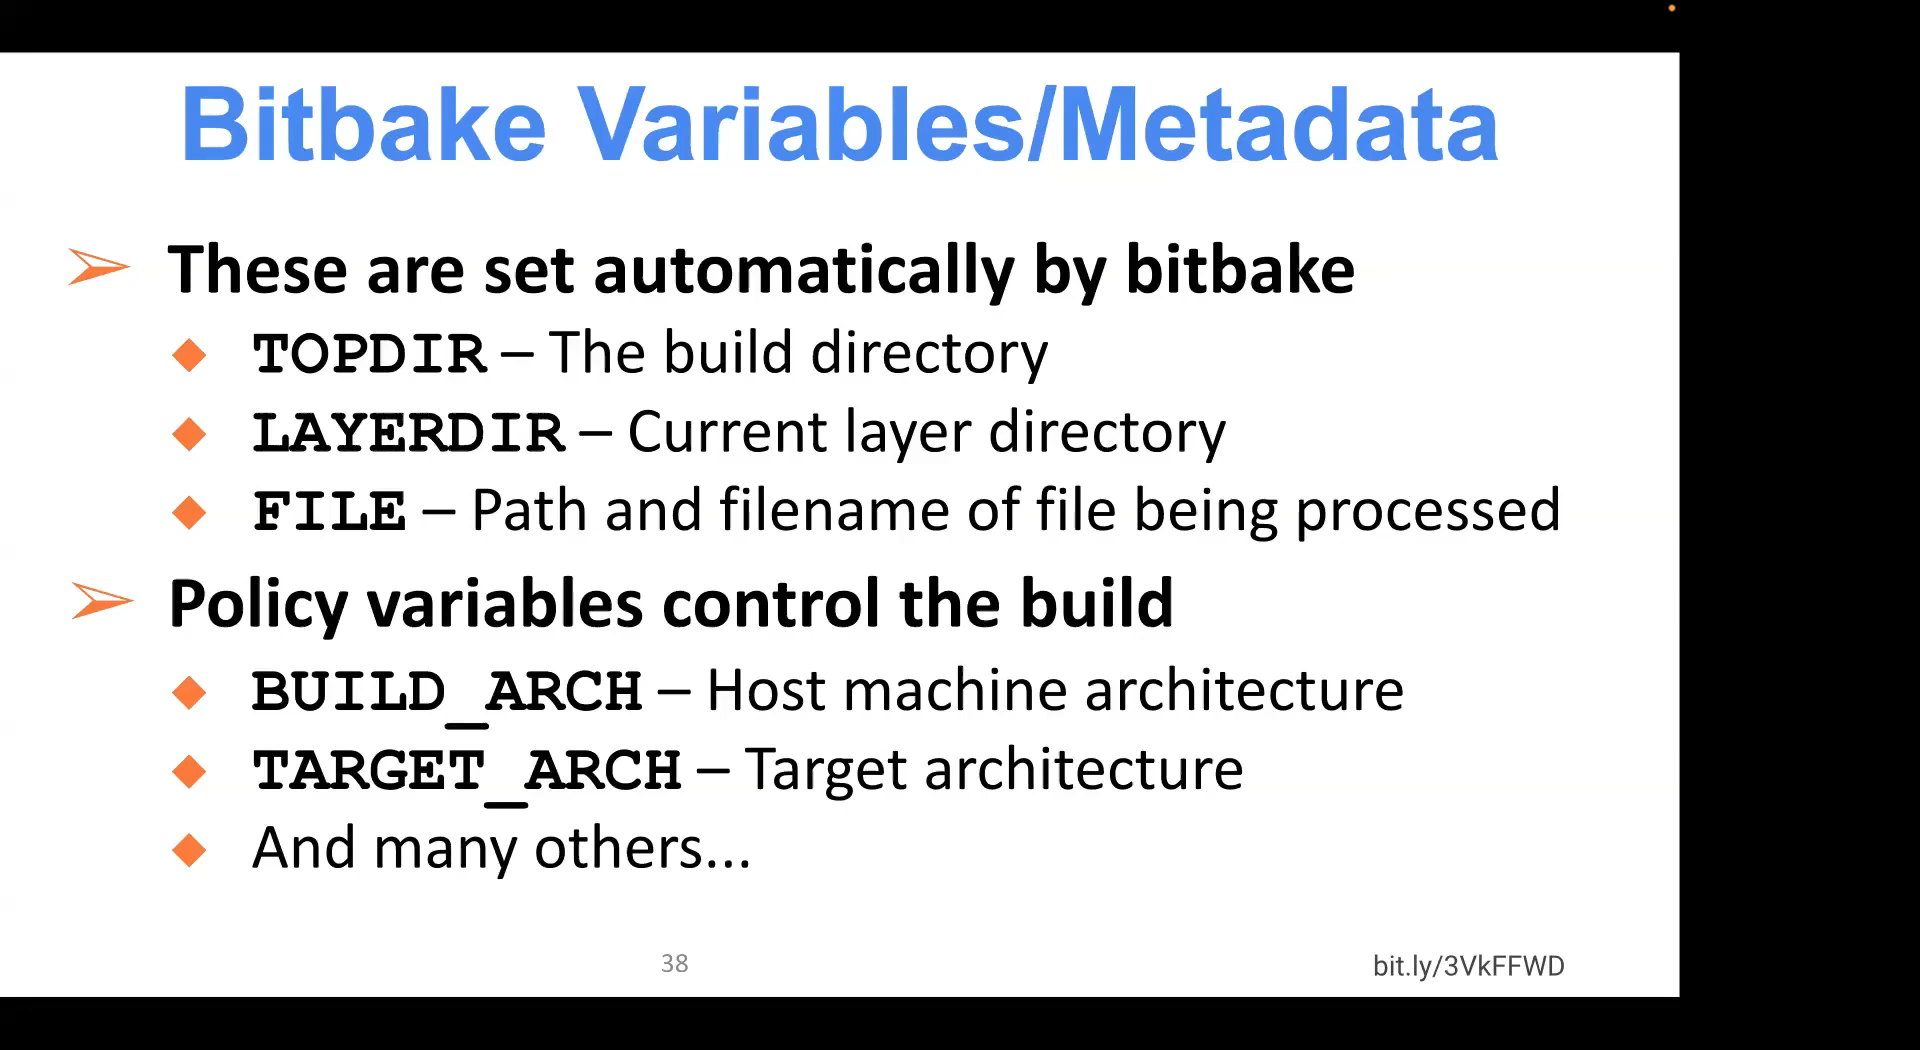 Bitbake Variables/Metadata
These are set automatically by bitbake
TOPDIR – The build directory
LAYERDIR – Current layer directory
FILE – Path and filename of file being processed
Policy variables control the build
BUILD_ARCH – Host machine architecture
TARGET_ARCH – Target architecture
And many others...
38
bit.ly/3VkFFWD